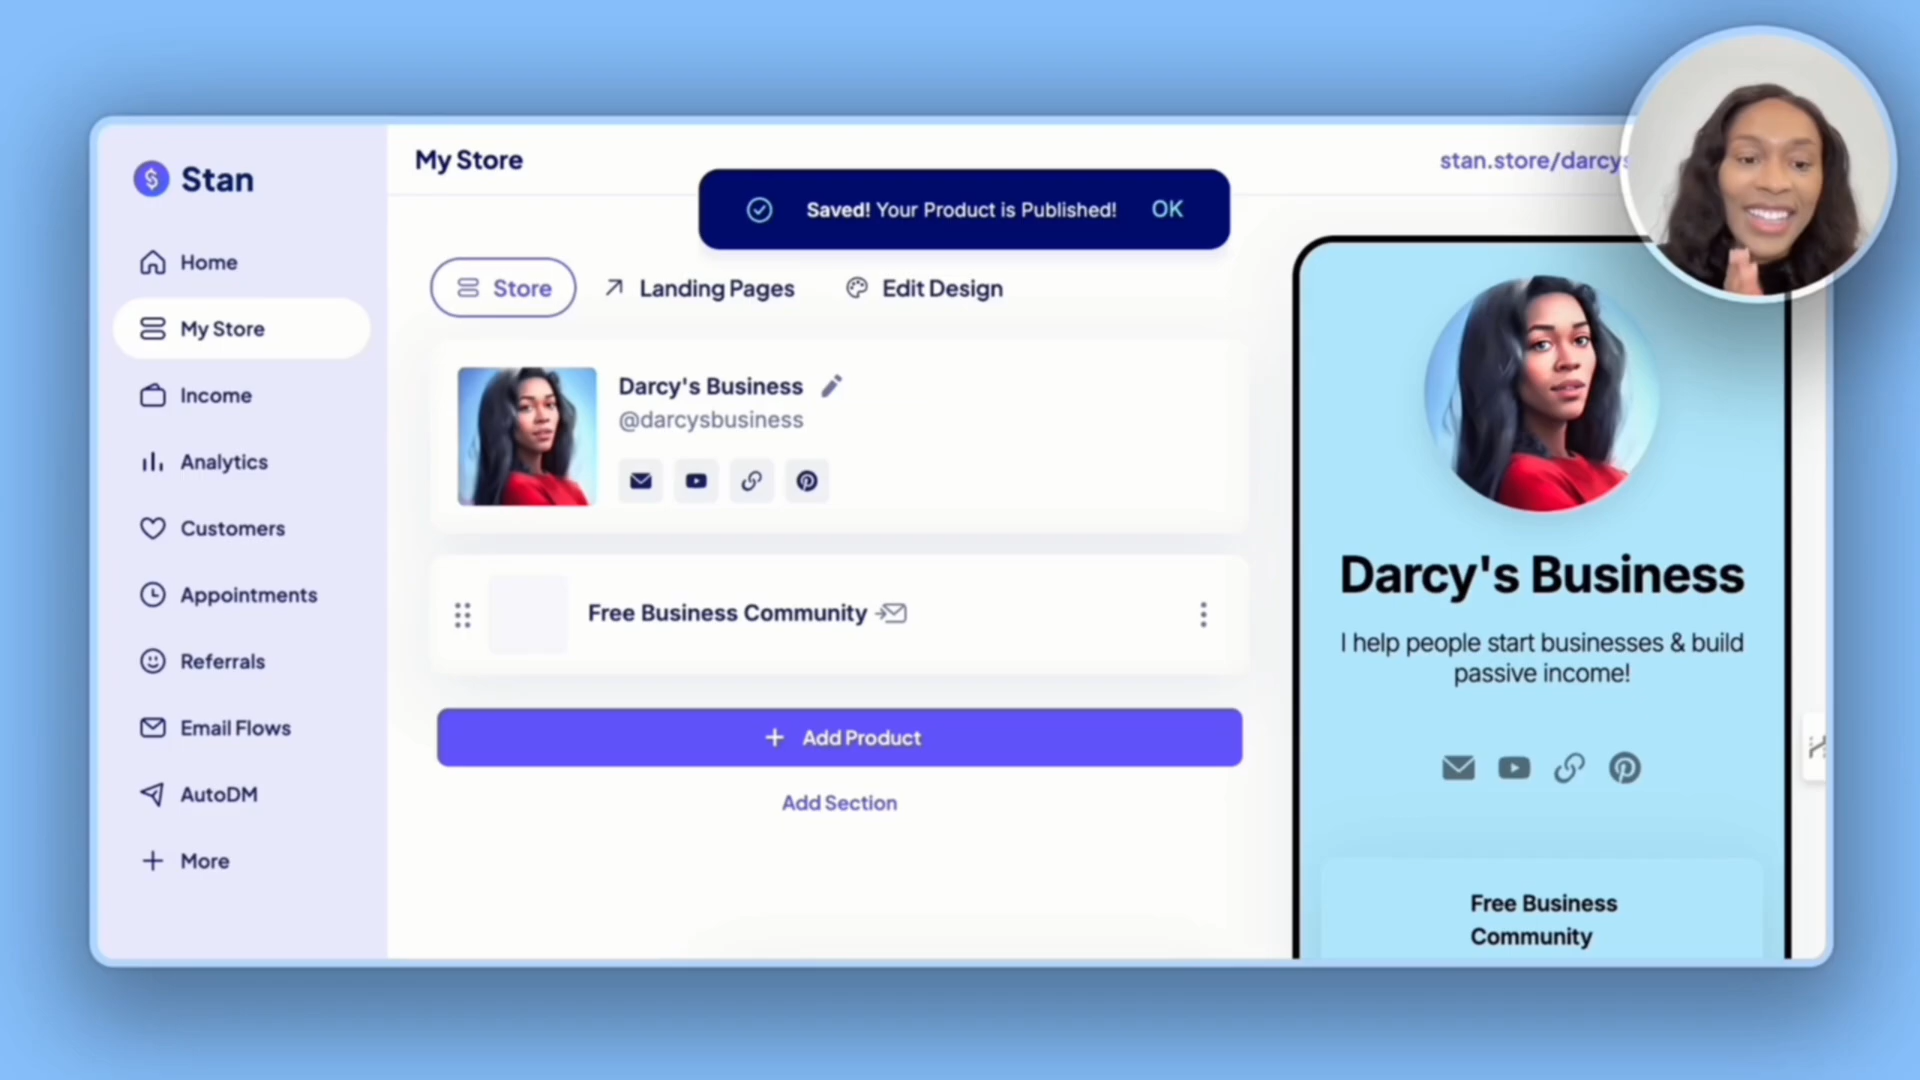 Stan
Home
My Store
Income
Analytics
Customers
Appointments
Referrals
Email Flows
AutoDM
More
My Store
stan.store/darcys
Saved! Your Product is Published! OK
Store
Landing Pages
Edit Design
Darcy's Business
@darcysbusiness
Free Business Community
Add Product
Add Section
Darcy's Business
I help people start businesses & build
passive income!
Free Business
Community